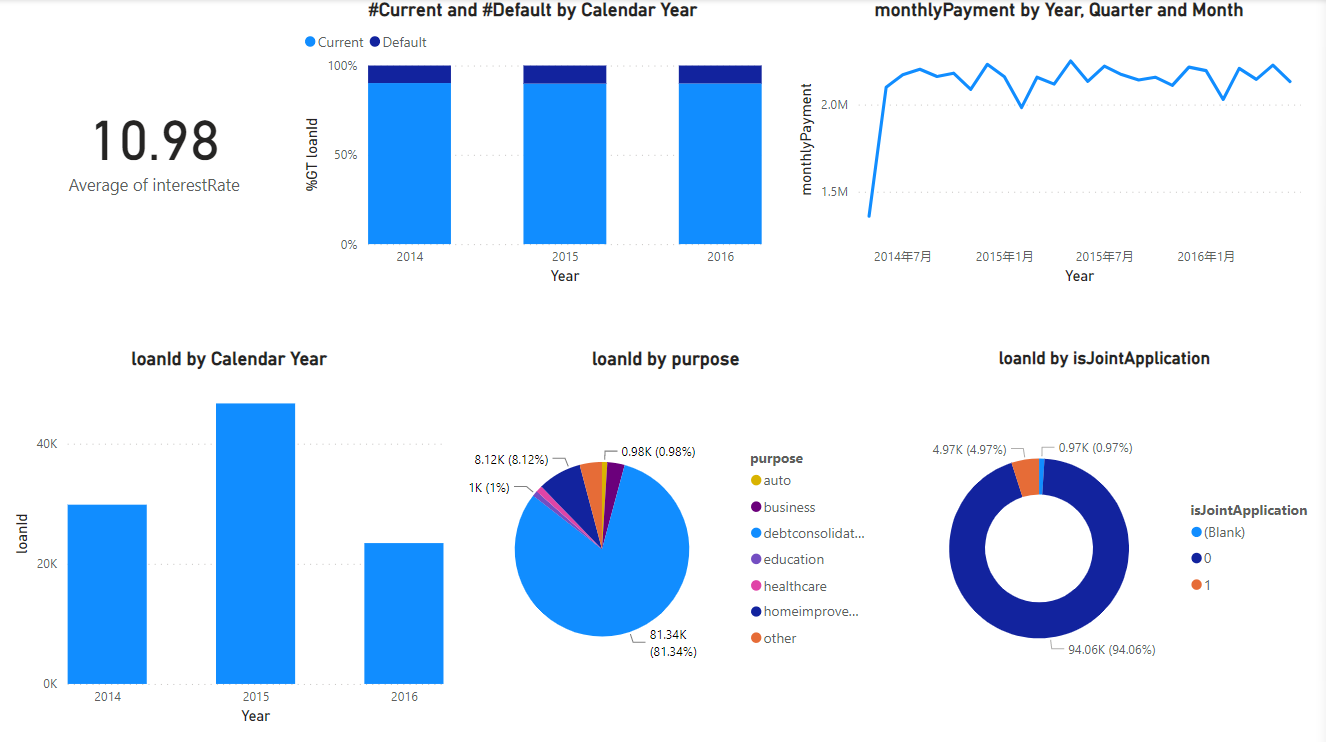 #Current and #Default by Calendar Year
Current Default
100%
50%
0%
%GT loanId
2014 2015 2016
Year
monthlyPayment by Year, Quarter and Month
2.0M
1.5M
monthlyPayment
2014年7月 2015年1月 2015年7月 2016年1月
Year
10.98
Average of interestRate
loanId by Calendar Year
40K
20K
0K
loanId
2014 2015 2016
Year
loanId by purpose
0.98K (0.98%)
8.12K (8.12%)
1K (1%)
81.34K
(81.34%)
purpose
auto
business
debtconsolidat...
education
healthcare
homeimprove...
other
loanId by isJointApplication
4.97K (4.97%)
0.97K (0.97%)
94.06K (94.06%)
isJointApplication
(Blank)
0
1